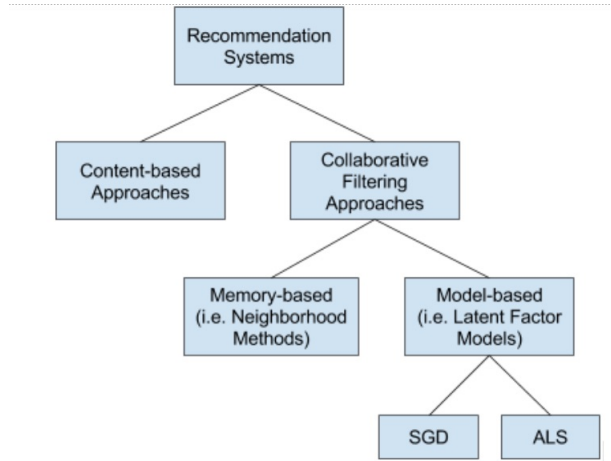 Recommendation
Systems
Content-based
Approaches
Collaborative
Filtering
Approaches
Memory-based
(i.e. Neighborhood
Methods)
Model-based
(i.e. Latent Factor
Models)
SGD
ALS